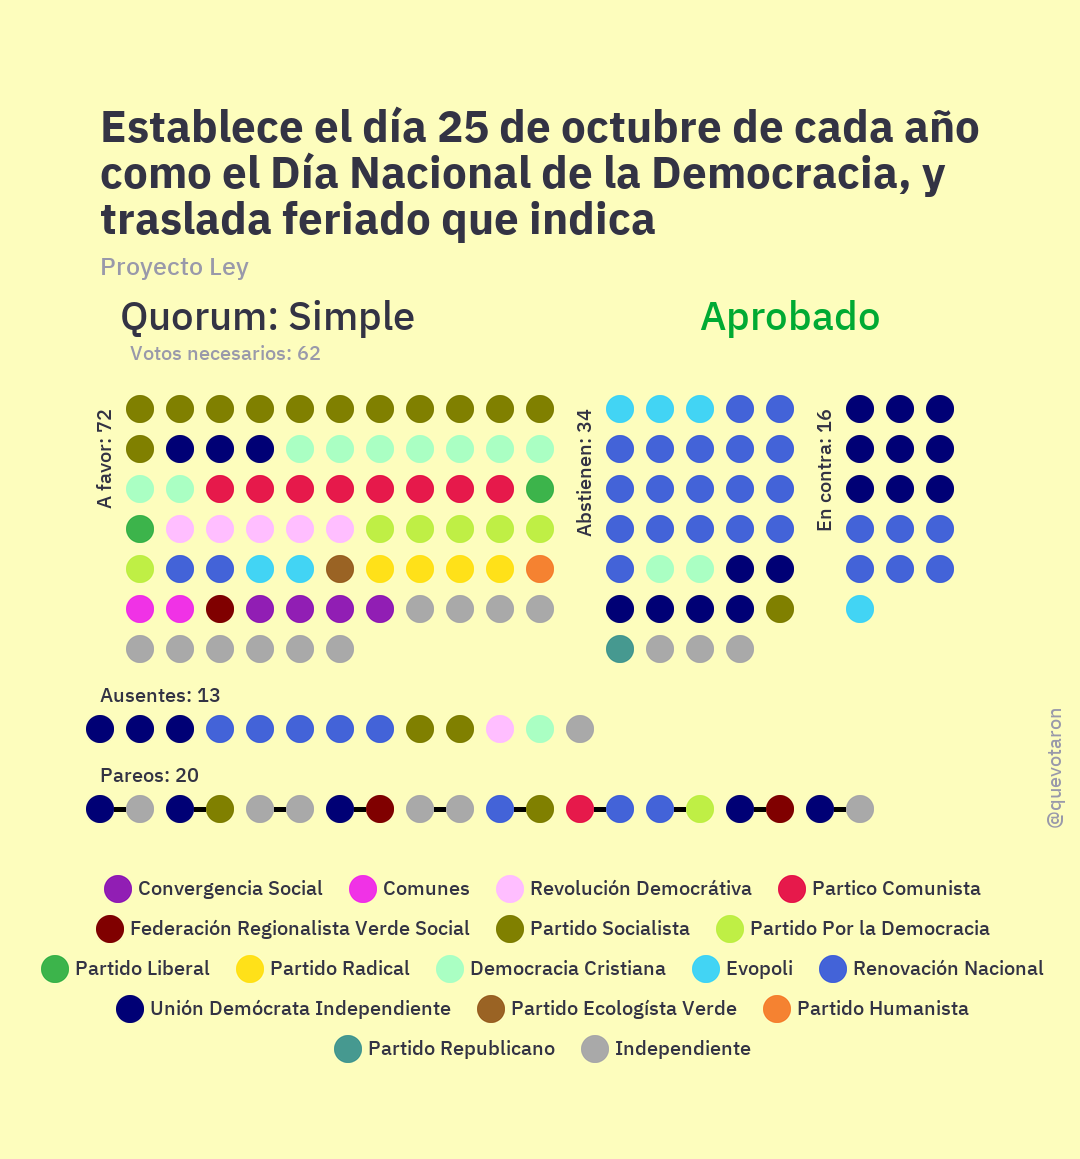 Establece el día 25 de octubre de cada año
como el Día Nacional de la Democracia, y
traslada feriado que indica
Proyecto Ley
Quorum: Simple
Aprobado
Votos necesarios: 62
A favor: 72
Abstienen: 34
En contra: 16
Ausentes: 13
Pareos: 20
@quevotaron
Convergencia Social
Comunes
Revolución Democrátiva
Partico Comunista
Federación Regionalista Verde Social
Partido Socialista
Partido Por la Democracia
Partido Liberal
Partido Radical
Democracia Cristiana
Evopoli
Renovación Nacional
Unión Demócrata Independiente
Partido Ecologísta Verde
Partido Humanista
Partido Republicano
Independiente